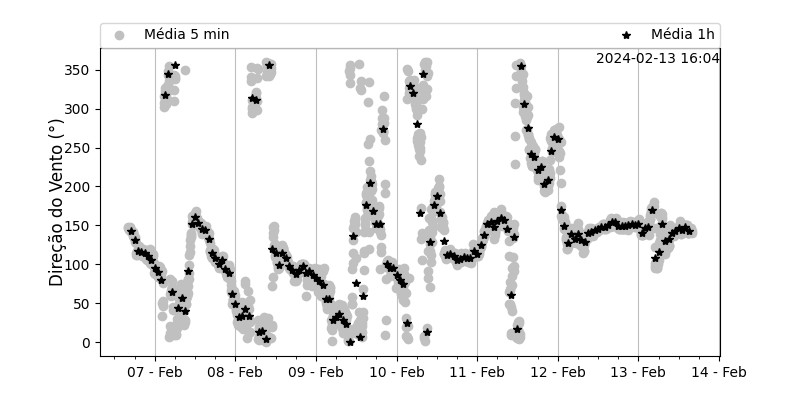 Média 5 min
Média 1h
2024-02-13 16:04
Direção do Vento (°)
350
300
250
200
150
100
50
0
07 - Feb
08 - Feb
09 - Feb
10 - Feb
11 - Feb
12 - Feb
13 - Feb
14 - Feb